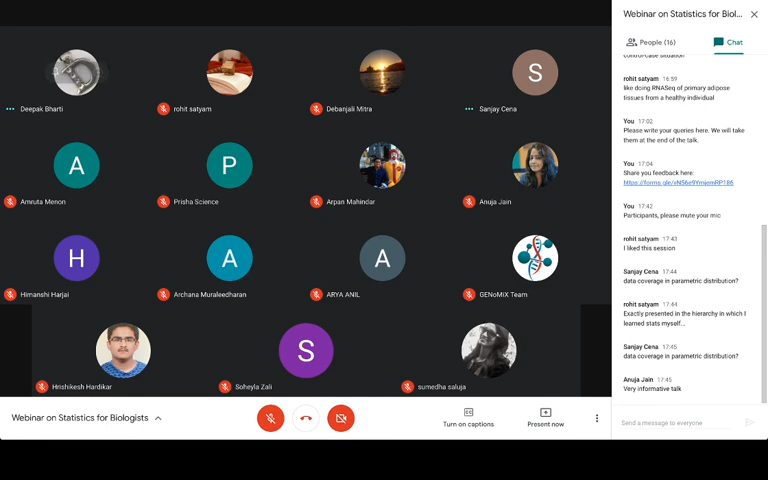 Webinar on Statistics for Biol...
People (16)
Chat
control-case situation
rohit satyam 16:59
like doing RNASeq of primary adipose
tissues from a healthy individual
You 17:02
Please write your queries here. We will take
them at the end of the talk.
You 17:04
Share you feedback here:
You 17:42
Participants, please mute your mic
rohit satyam 17:43
I liked this session
Sanjay Cena 17:44
data coverage in parametric distribution?
rohit satyam 17:44
Exactly presented in the hierarchy in which I
learned stats myself...
Sanjay Cena 17:45
data coverage in parametric distribution?
Anuja Jain 17:45
Very informative talk
Send a message to everyone
S
Deepak Bharti
rohit satyam
Debanjali Mitra
Sanjay Cena
A
P
Amruta Menon
Prisha Science
Arpan Mahindar
Anuja Jain
H
A
A
Himanshi Harjai
Archana Muraleedharan
ARYA ANIL
GENoMIX Team
S
Hrishikesh Hardikar
Soheyla Zali
sumedha saluja
Webinar on Statistics for Biologists
Turn on captions
Present now